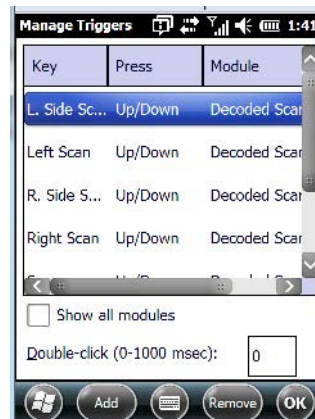 Manage Triggers 1:41
Key Press Module
L. Side Sc... Up/Down Decoded Scan
Left Scan Up/Down Decoded Scan
R. Side S... Up/Down Decoded Scan
Right Scan Up/Down Decoded Scan
Show all modules
Double-click (0-1000 msec): 0
Add Remove OK